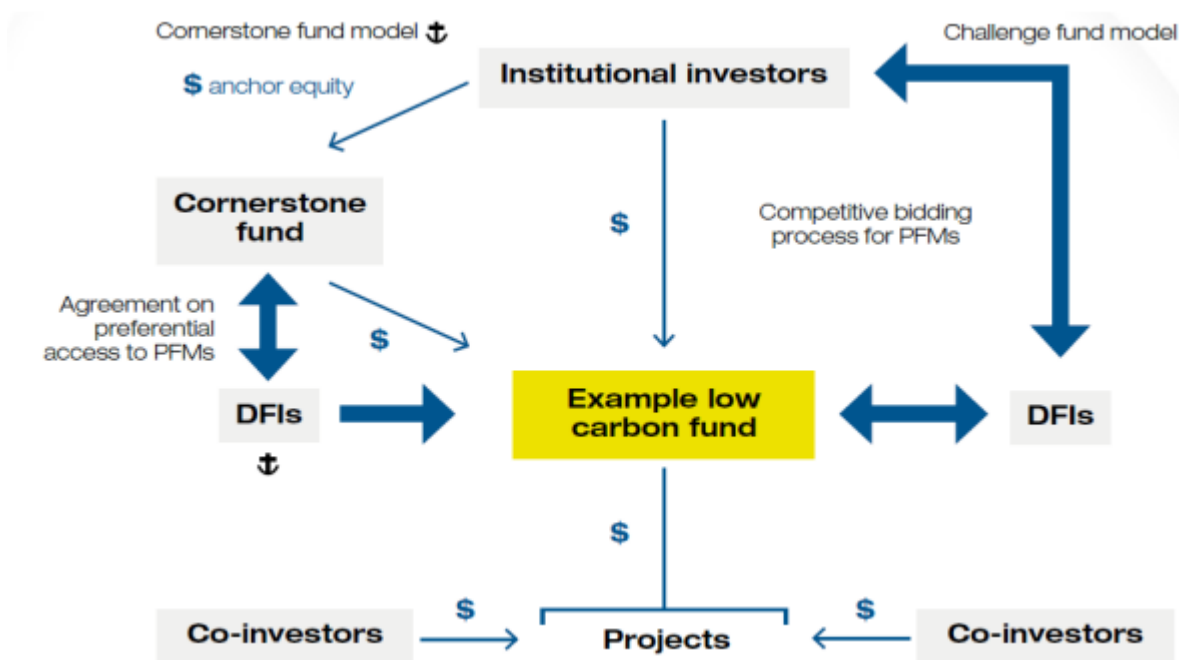 Cornerstone fund model
Challenge fund model
$ anchor equity
Institutional investors
Cornerstone
fund
$
Competitive bidding
process for PFMs
Agreement on
preferential
access to PFMs
$
DFIs
Example low
carbon fund
DFIs
$
$
$
Co-investors
Projects
Co-investors